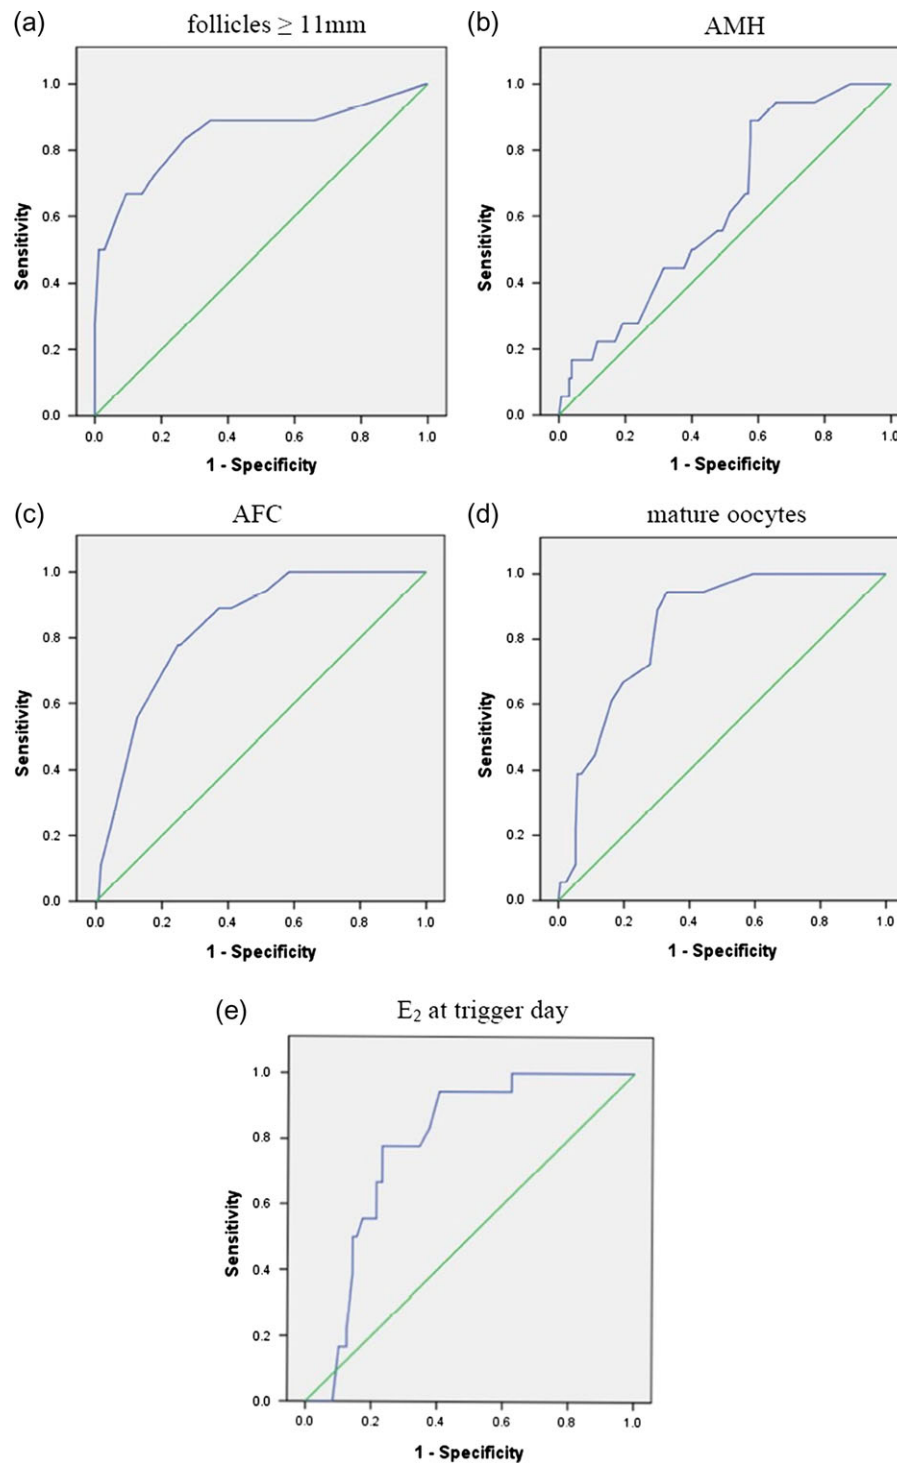 (a)
follicles ≥ 11mm
1.0
0.8
0.6
0.4
0.2
0.0
Sensitivity
0.0 0.2 0.4 0.6 0.8 1.0
1 - Specificity
(b)
AMH
1.0
0.8
0.6
0.4
0.2
0.0
Sensitivity
0.0 0.2 0.4 0.6 0.8 1.0
1 - Specificity
(c)
AFC
1.0
0.8
0.6
0.4
0.2
0.0
Sensitivity
0.0 0.2 0.4 0.6 0.8 1.0
1 - Specificity
(d)
mature oocytes
1.0
0.8
0.6
0.4
0.2
0.0
Sensitivity
0.0 0.2 0.4 0.6 0.8 1.0
1 - Specificity
(e)
E₂ at trigger day
1.0
0.8
0.6
0.4
0.2
0.0
Sensitivity
0.0 0.2 0.4 0.6 0.8 1.0
1 - Specificity